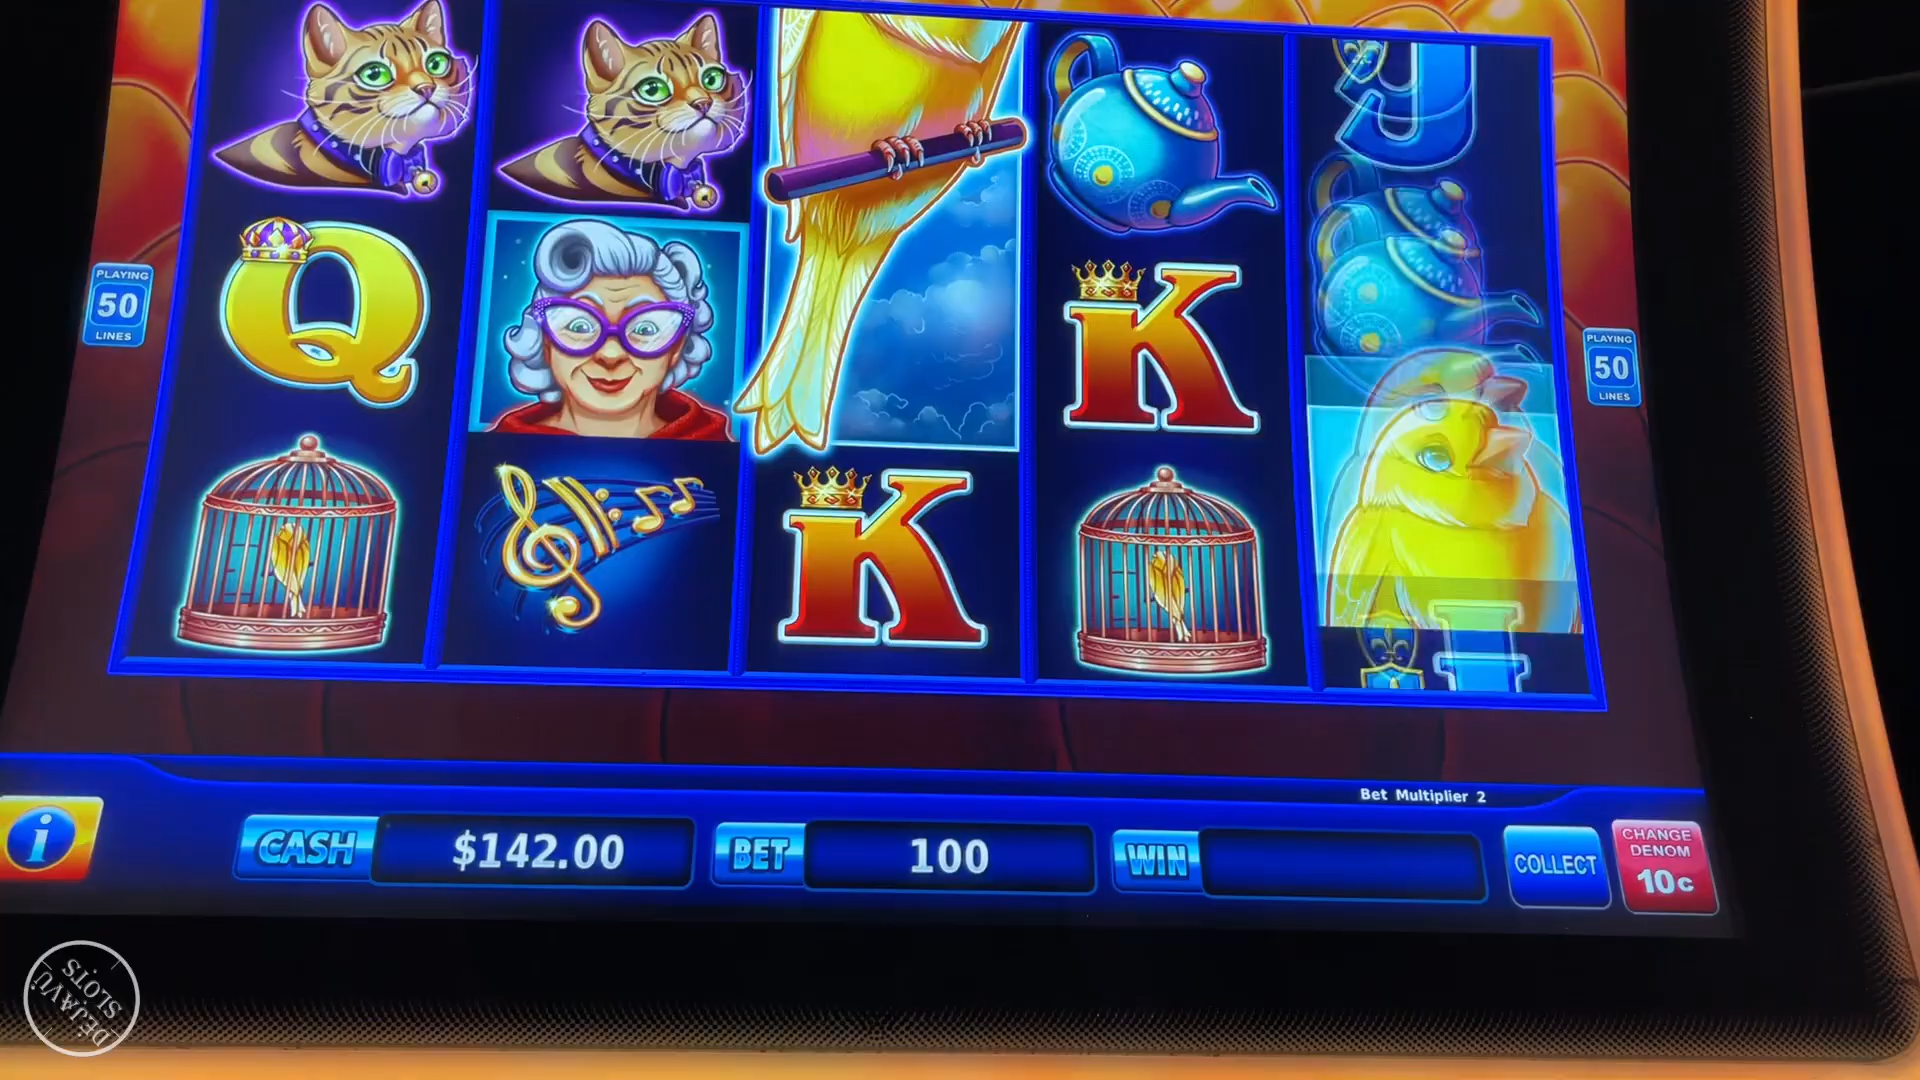 J
Q
K
K
PLAYING
50
LINES
PLAYING
50
LINES
Bet Multiplier 2
i
CASH
$142.00
BET
100
WIN
COLLECT
CHANGE
DENOM
10¢
DEJAVU
SLOTS